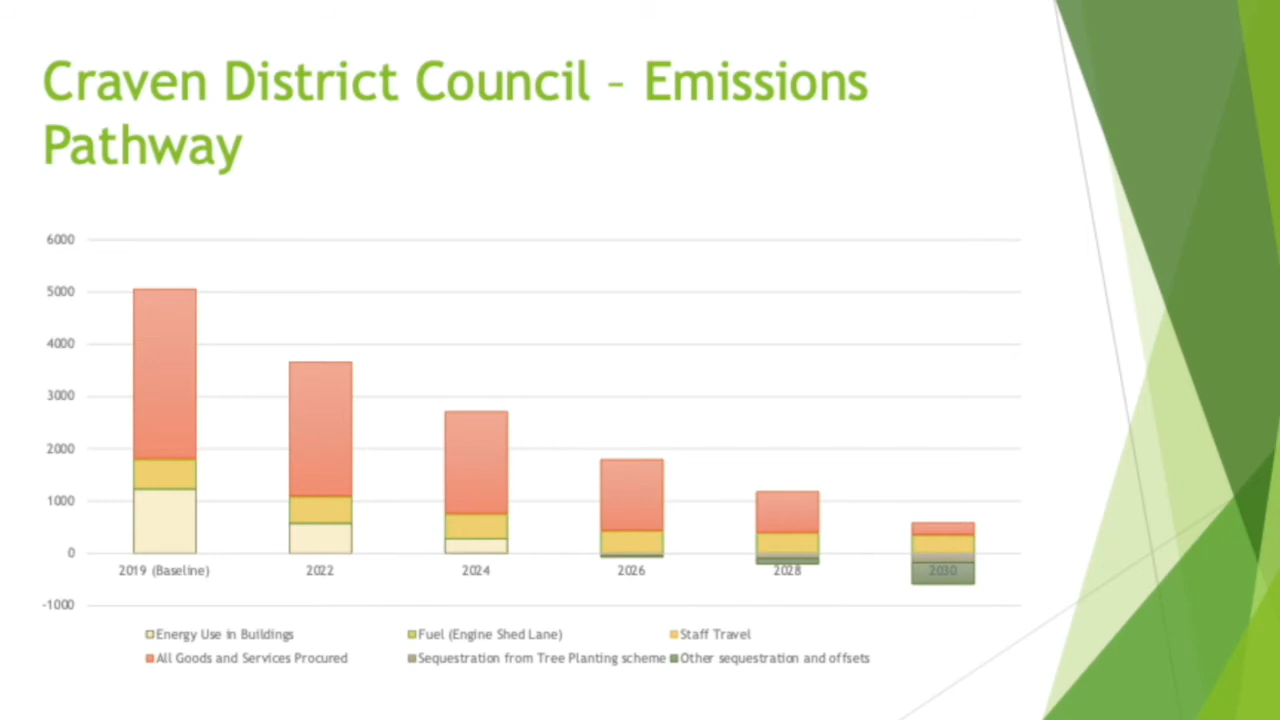 Craven District Council – Emissions
Pathway
6000
5000
4000
3000
2000
1000
0
-1000
2019 (Baseline) 2022 2024 2026 2028 2030
Energy Use in Buildings Fuel (Engine Shed Lane) Staff Travel
All Goods and Services Procured Sequestration from Tree Planting scheme Other sequestration and offsets